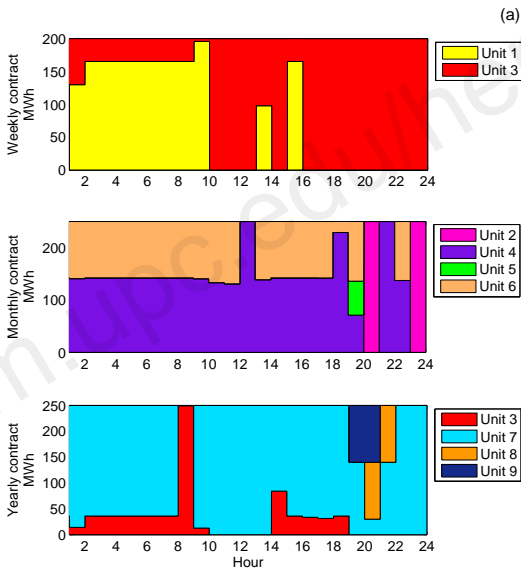 (a)
Weekly contract
MWh
200
150
100
50
0
2 4 6 8 10 12 14 16 18 20 22 24
Unit 1
Unit 3
Monthly contract
MWh
200
100
0
2 4 6 8 10 12 14 16 18 20 22 24
Unit 2
Unit 4
Unit 5
Unit 6
Yearly contract
MWh
250
200
150
100
50
0
2 4 6 8 10 12 14 16 18 20 22 24
Hour
Unit 3
Unit 7
Unit 8
Unit 9
n.upc.edu/he